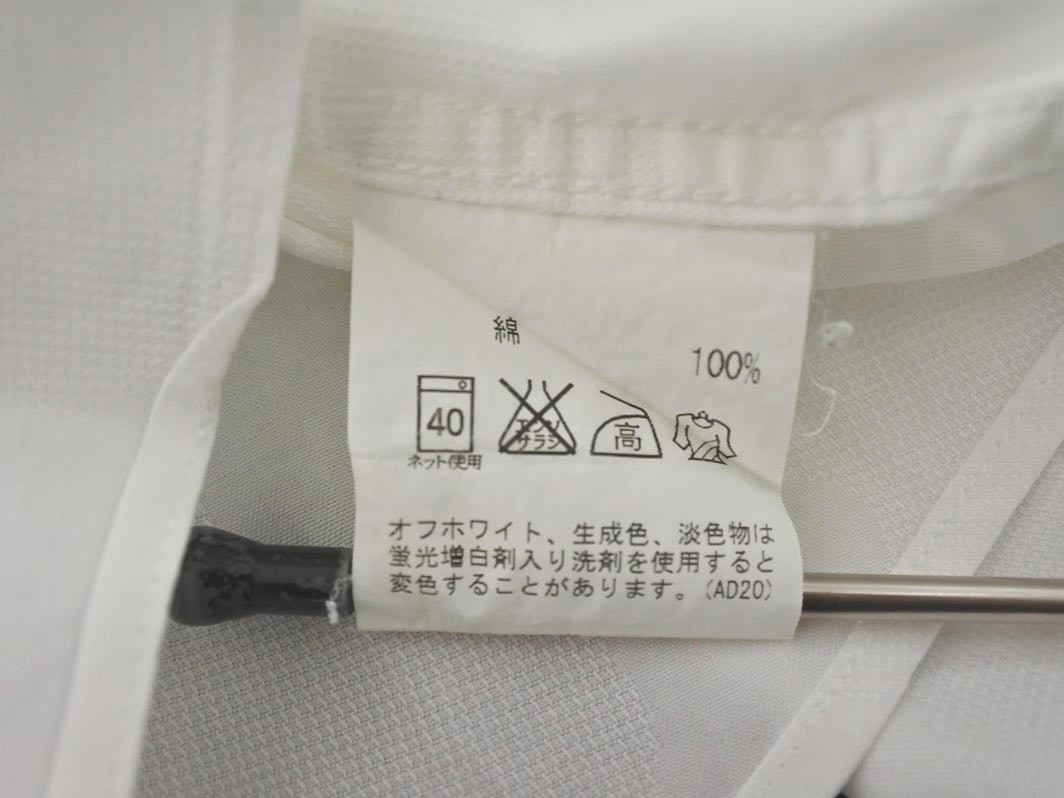 綿
100%
40
ネット使用
エンソ
サラシ
高
オフホワイト、生成色、淡色物は
蛍光増白剤入り洗剤を使用すると
変色することがあります。(AD20)